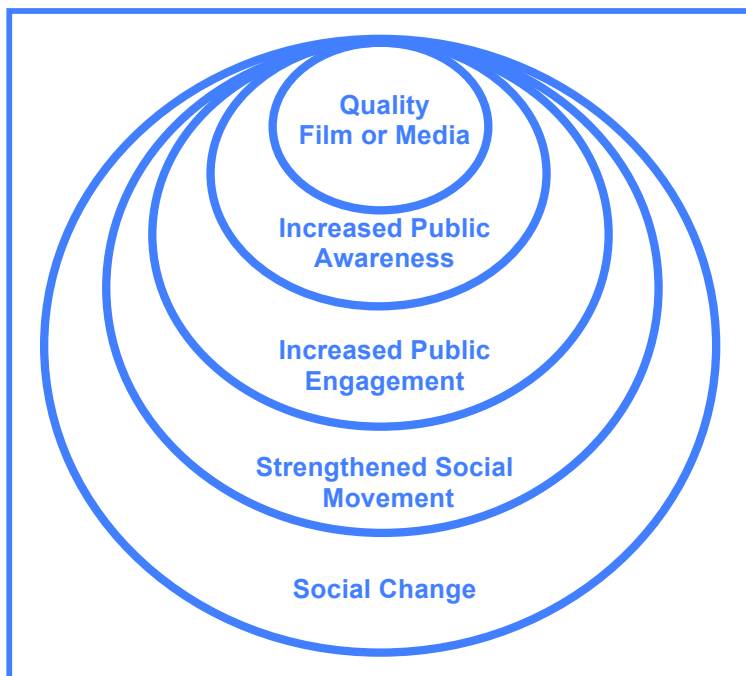 Quality
Film or Media
Increased Public
Awareness
Increased Public
Engagement
Strengthened Social
Movement
Social Change